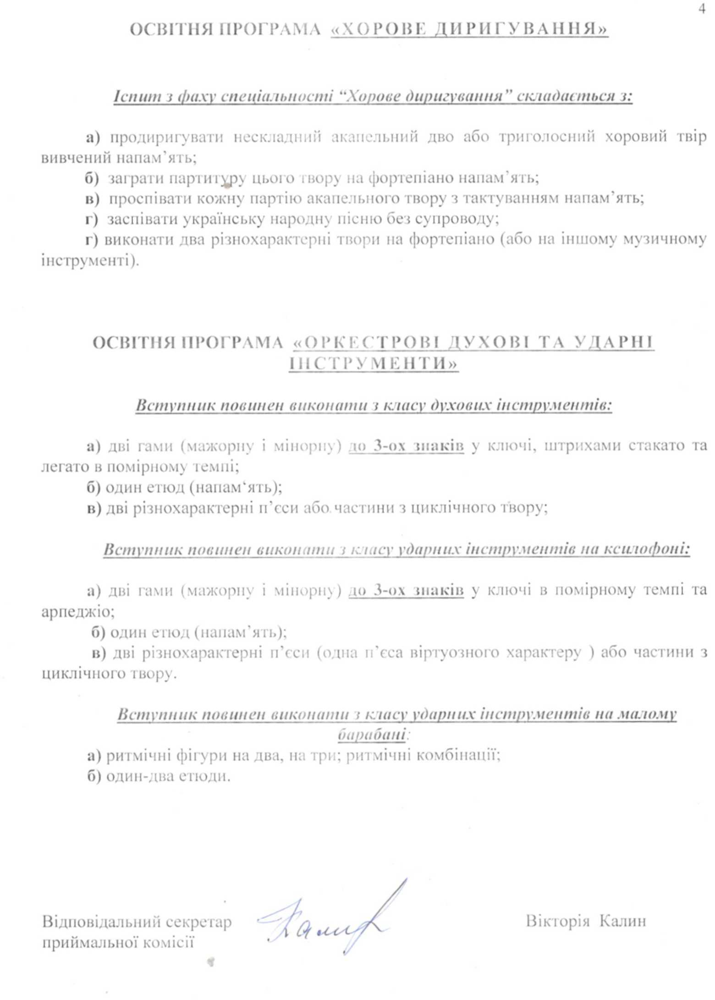 4
ОСВІТНЯ ПРОГРАМА «ХОРОВЕ ДИРИГУВАННЯ»
Іспит з фаху спеціальності “Хорове диригування” складається з:
а) продиригувати нескладний акапельний дво або триголосний хоровий твір
вивчений напам’ять;
б) заграти партитуру цього твору на фортепіано напам’ять;
в) проспівати кожну партію акапельного твору з тактуванням напам’ять;
г) заспівати українську народну пісню без супроводу;
г) виконати два різнохарактерні твори на фортепіано (або на іншому музичному
інструменті).
ОСВІТНЯ ПРОГРАМА «ОРКЕСТРОВІ ДУХОВІ ТА УДАРНІ
ІНСТРУМЕНТИ»
Вступник повинен виконати з класу духових інструментів:
а) дві гами (мажорну і мінорну) до 3-ох знаків у ключі, штрихами стакато та
легато в помірному темпі;
б) один етюд (напам‘ять);
в) дві різнохарактерні п’єси або частини з циклічного твору;
Вступник повинен виконати з класу ударних інструментів на ксилофоні:
а) дві гами (мажорну і мінорну) до 3-ох знаків у ключі в помірному темпі та
арпеджіо;
б) один етюд (напам’ять);
в) дві різнохарактерні п’єси (одна п’єса віртуозного характеру ) або частини з
циклічного твору.
Вступник повинен виконати з класу ударних інструментів на малому
барабані:
а) ритмічні фігури на два, на три; ритмічні комбінації;
б) один-два етюди.
Відповідальний секретар Вікторія Калин
приймальної комісії